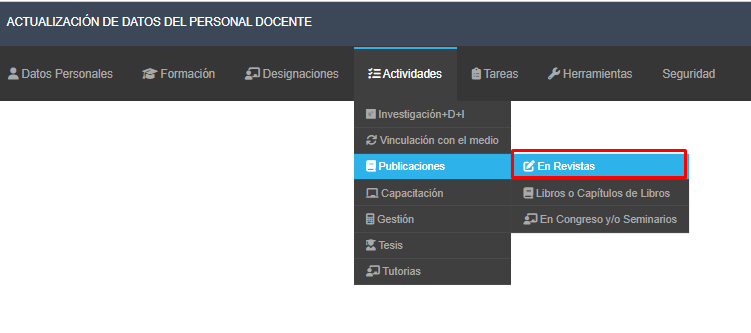 ACTUALIZACIÓN DE DATOS DEL PERSONAL DOCENTE
Datos Personales Formación Designaciones Actividades Tareas Herramientas Seguridad
Investigación+D+I
Vinculación con el medio
Publicaciones En Revistas
Capacitación Libros o Capítulos de Libros
Gestión En Congreso y/o Seminarios
Tesis
Tutorias